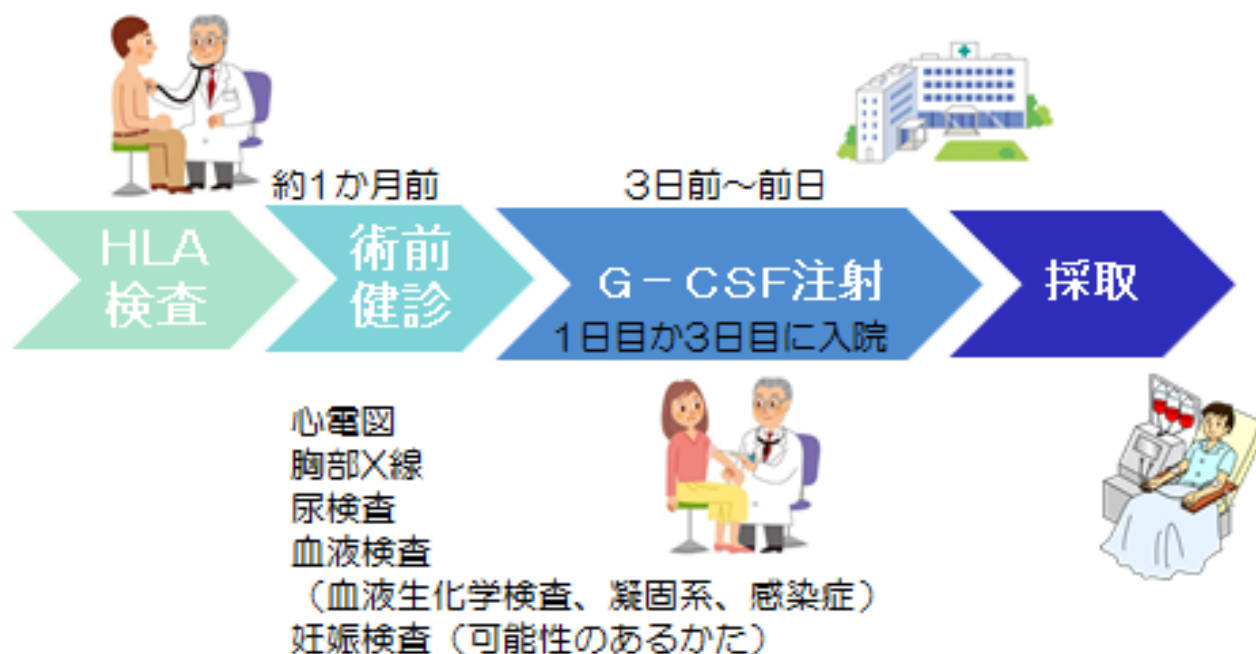 約１か月前
３日前～前日
HLA
検査
術前
健診
G－CSF注射
１日目か３日目に入院
採取
心電図
胸部X線
尿検査
血液検査
（血液生化学検査、凝固系、感染症）
妊娠検査（可能性のあるかた）